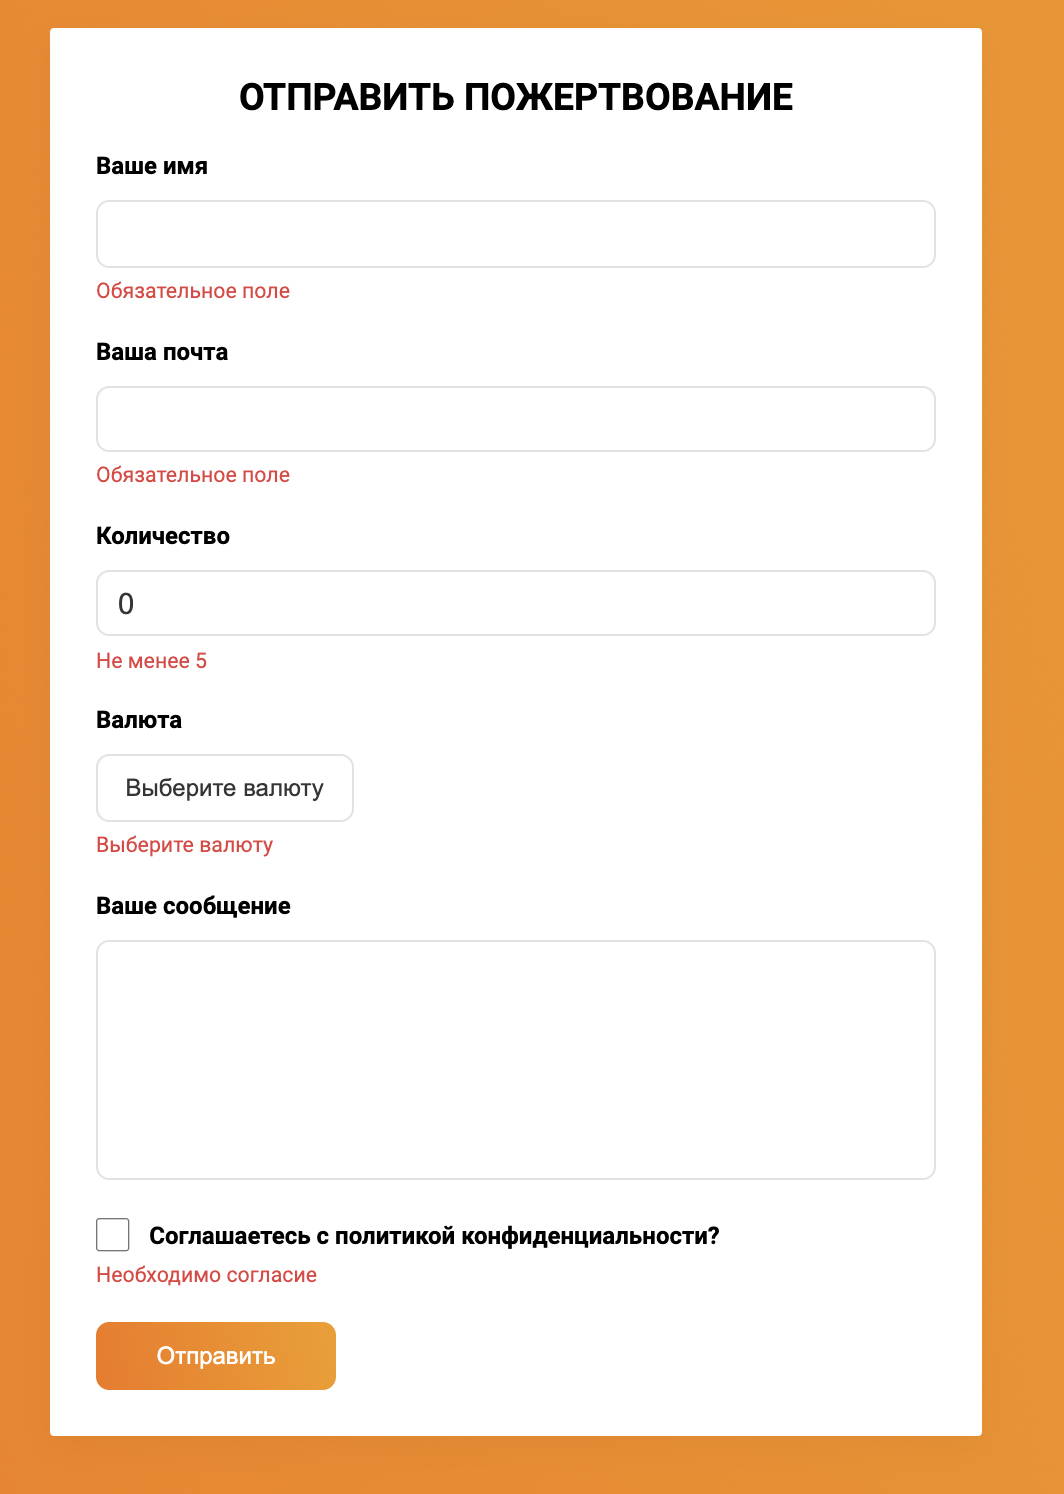 ОТПРАВИТЬ ПОЖЕРТВОВАНИЕ
Ваше имя
Обязательное поле
Ваша почта
Обязательное поле
Количество
0
Не менее 5
Валюта
Выберите валюту
Выберите валюту
Ваше сообщение
Соглашаетесь с политикой конфиденциальности?
Необходимо согласие
Отправить